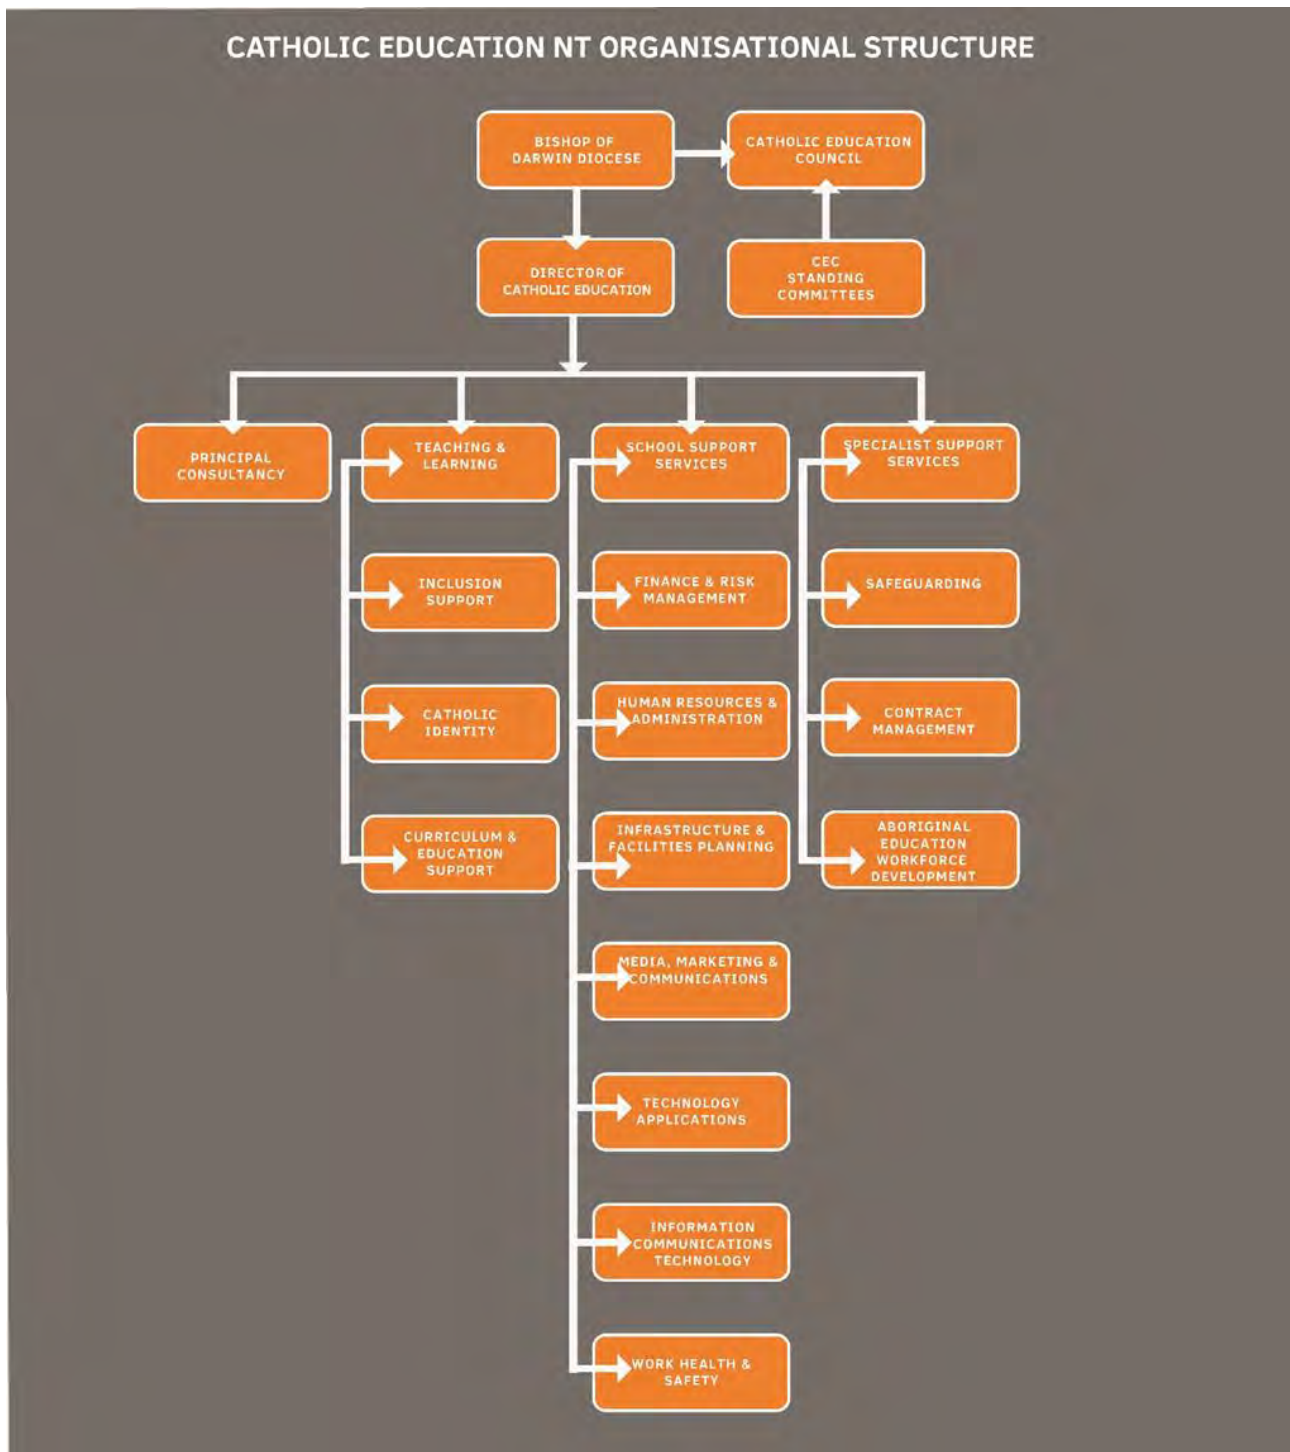 CATHOLIC EDUCATION NT ORGANISATIONAL STRUCTURE
BISHOP OF
DARWIN DIOCESE
CATHOLIC EDUCATION
COUNCIL
DIRECTOR OF
CATHOLIC EDUCATION
CEC
STANDING
COMMITTEES
PRINCIPAL
CONSULTANCY
TEACHING &
LEARNING
INCLUSION
SUPPORT
CATHOLIC
IDENTITY
CURRICULUM &
EDUCATION
SUPPORT
SCHOOL SUPPORT
SERVICES
FINANCE & RISK
MANAGEMENT
HUMAN RESOURCES &
ADMINISTRATION
INFRASTRUCTURE &
FACILITIES PLANNING
MEDIA, MARKETING &
COMMUNICATIONS
TECHNOLOGY
APPLICATIONS
INFORMATION
COMMUNICATIONS
TECHNOLOGY
WORK HEALTH &
SAFETY
SPECIALIST SUPPORT
SERVICES
SAFEGUARDING
CONTRACT
MANAGEMENT
ABORIGINAL
EDUCATION
WORKFORCE
DEVELOPMENT